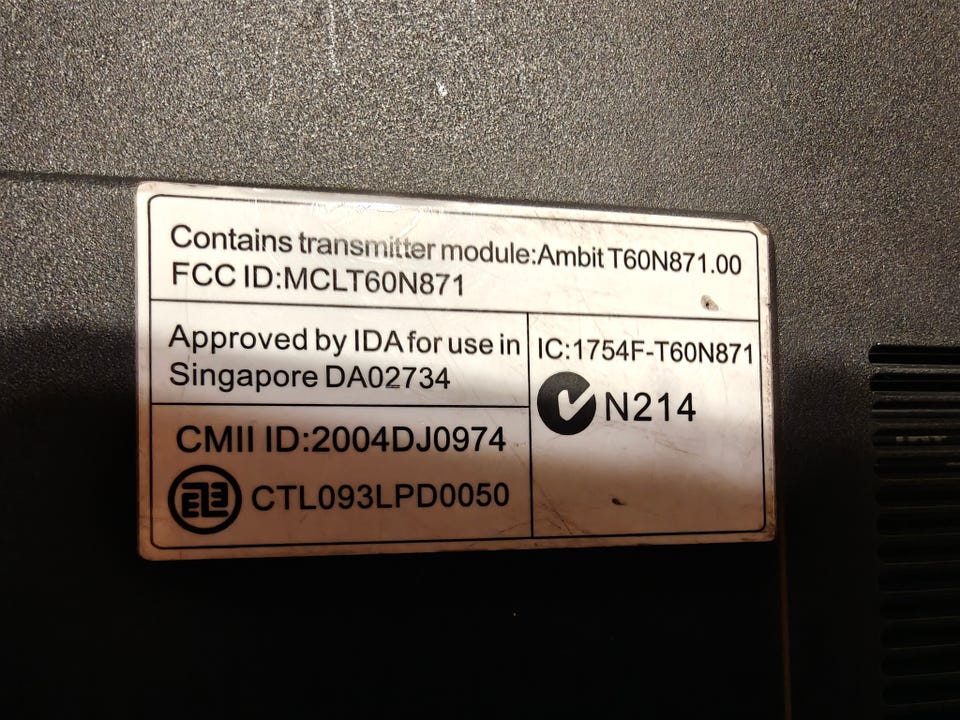 Contains transmitter module:Ambit T60N871.00
FCC ID:MCLT60N871
Approved by IDA for use in
Singapore DA02734
IC:1754F-T60N871
N214
CMII ID:2004DJ0974
CTL093LPD0050